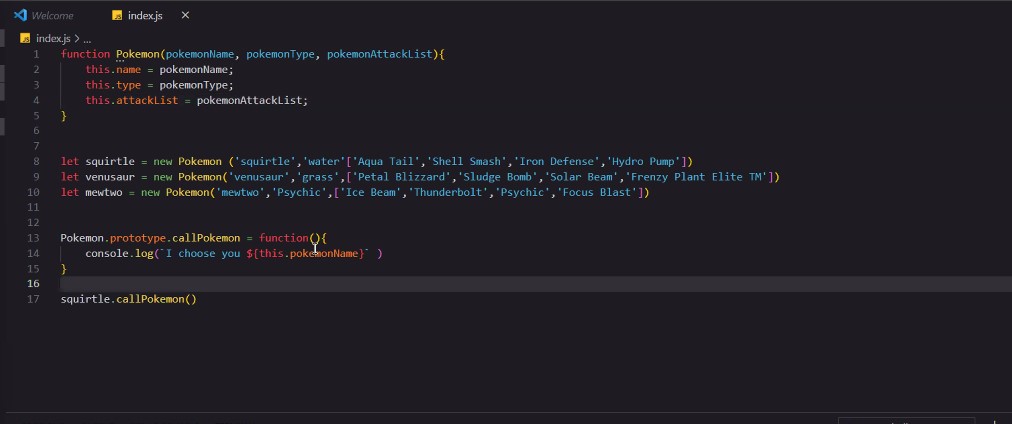 Welcome
JS index.js
JS index.js > ...
1 function Pokemon(pokemonName, pokemonType, pokemonAttackList){
2 this.name = pokemonName;
3 this.type = pokemonType;
4 this.attackList = pokemonAttackList;
5 }
6
7
8 let squirtle = new Pokemon ('squirtle','water'['Aqua Tail','Shell Smash','Iron Defense','Hydro Pump'])
9 let venusaur = new Pokemon('venusaur','grass',['Petal Blizzard','Sludge Bomb','Solar Beam','Frenzy Plant Elite TM'])
10 let mewtwo = new Pokemon('mewtwo','Psychic',['Ice Beam','Thunderbolt','Psychic','Focus Blast'])
11
12
13 Pokemon.prototype.callPokemon = function(){
14 console.log(`I choose you ${this.pokemonName}` )
15 }
16
17 squirtle.callPokemon()